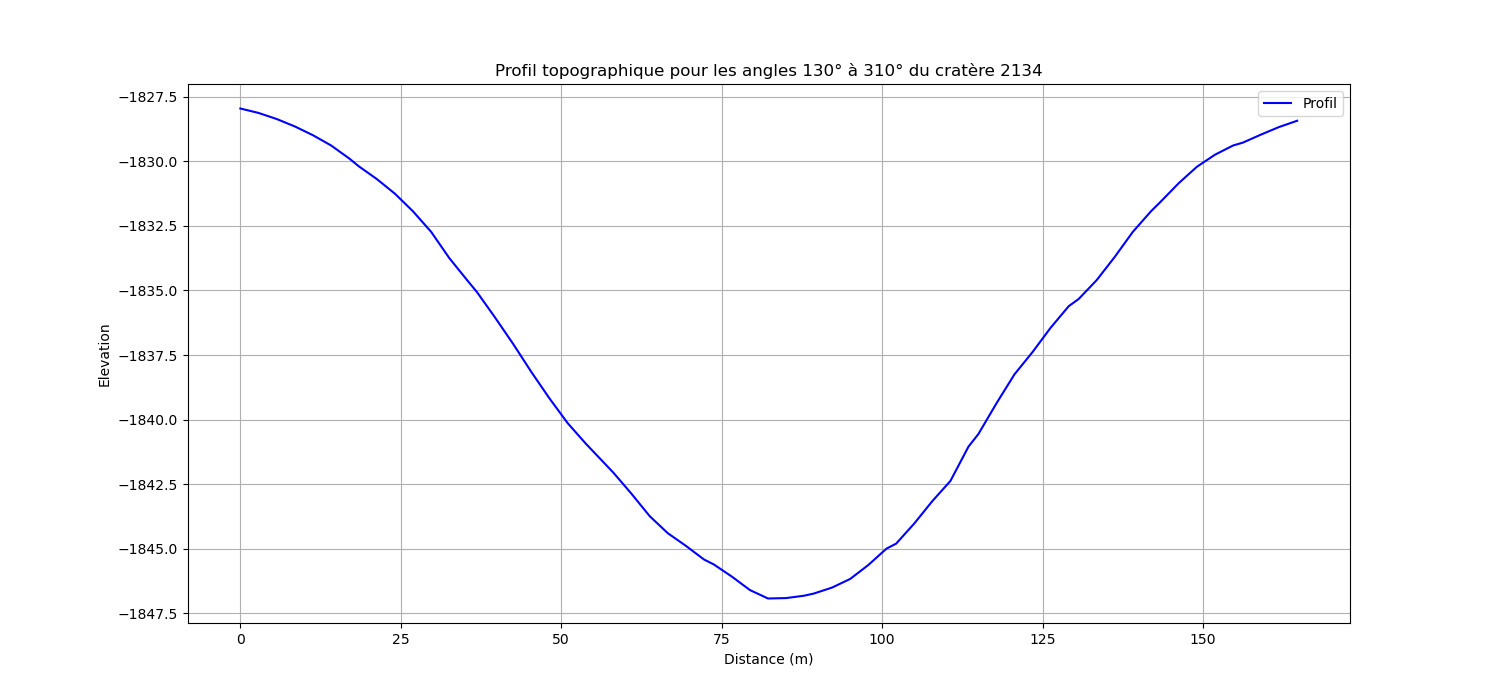 Profil topographique pour les angles 130° à 310° du cratère 2134
Profil
Elevation
−1827.5
−1830.0
−1832.5
−1835.0
−1837.5
−1840.0
−1842.5
−1845.0
−1847.5
0 25 50 75 100 125 150
Distance (m)